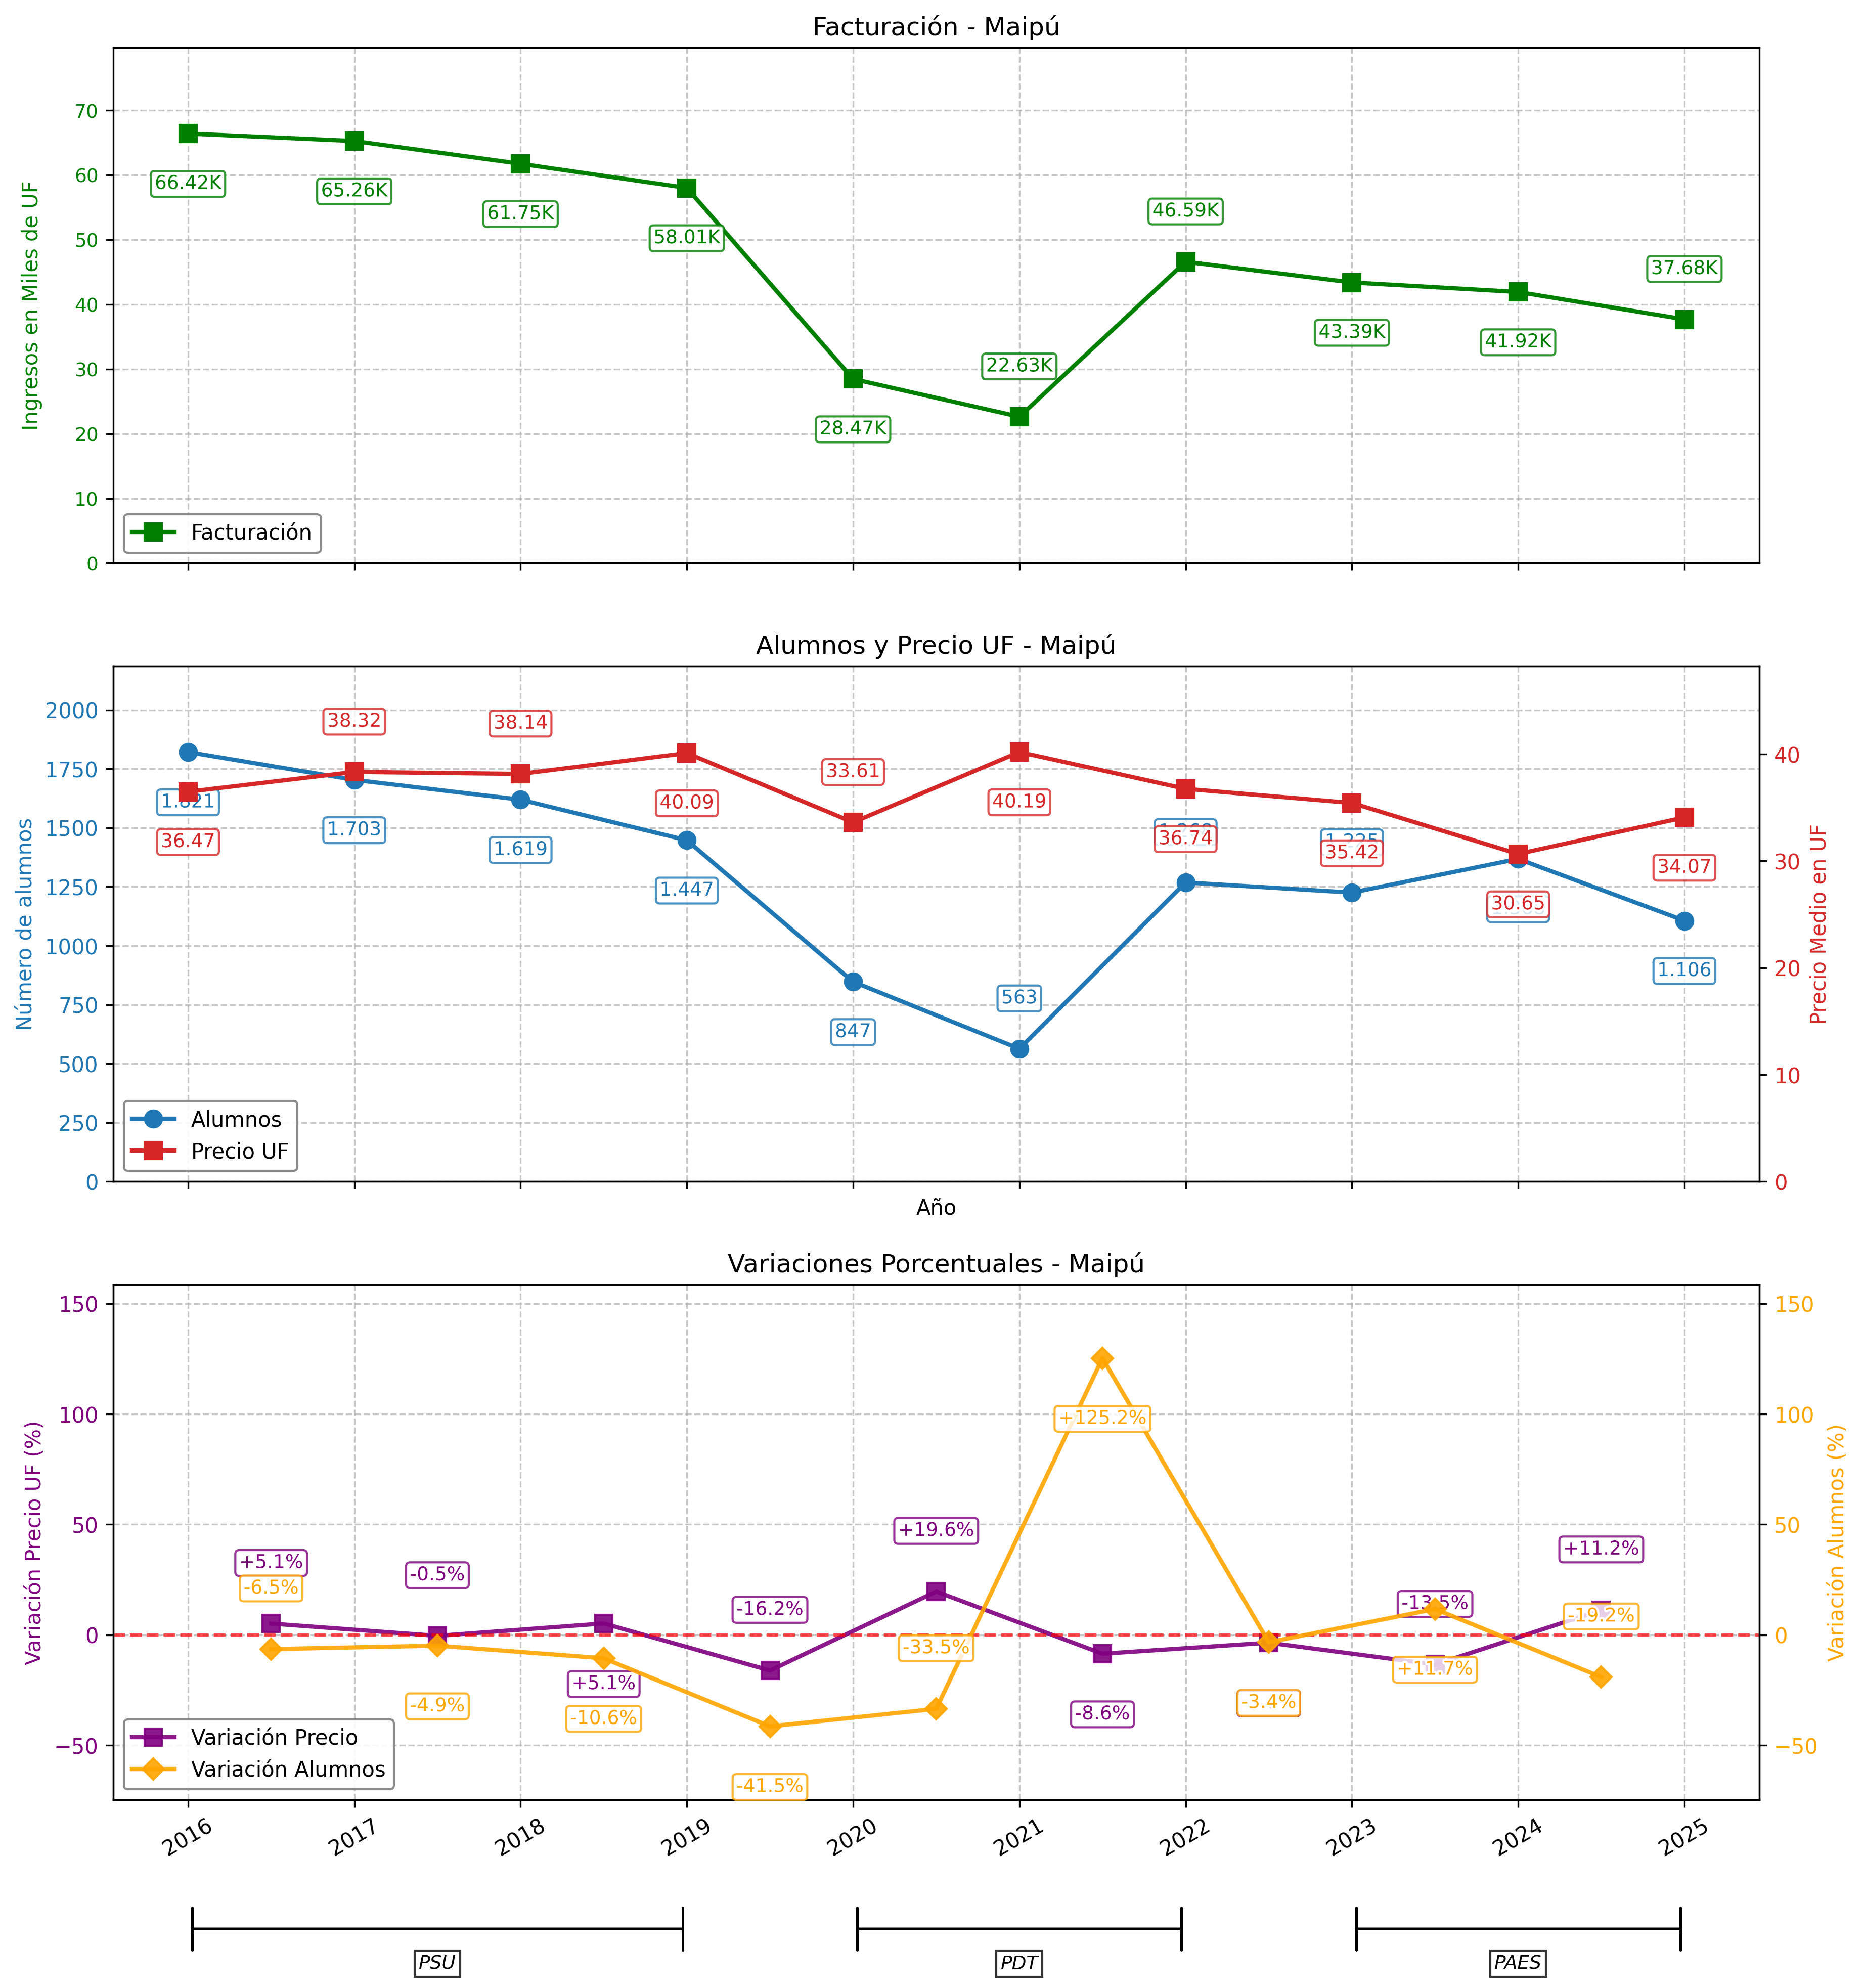 Facturación - Maipú
Ingresos en Miles de UF
70
60
50
40
30
20
10
0
66.42K
65.26K
61.75K
58.01K
28.47K
22.63K
46.59K
43.39K
41.92K
37.68K
Facturación
Alumnos y Precio UF - Maipú
Número de alumnos
2000
1750
1500
1250
1000
750
500
250
0
Precio Medio en UF
40
30
20
10
0
1.821
1.703
1.619
1.447
847
563
1.106
36.47
38.32
38.14
40.09
33.61
40.19
36.74
35.42
30.65
34.07
Alumnos
Precio UF
Año
Variaciones Porcentuales - Maipú
Variación Precio UF (%)
150
100
50
0
−50
Variación Alumnos (%)
150
100
50
0
−50
+5.1%
-0.5%
+5.1%
-16.2%
+19.6%
-8.6%
-13.5%
+11.2%
-6.5%
-4.9%
-10.6%
-41.5%
-33.5%
+125.2%
-3.4%
+11.7%
-19.2%
Variación Precio
Variación Alumnos
2016
2017
2018
2019
2020
2021
2022
2023
2024
2025
PSU
PDT
PAES